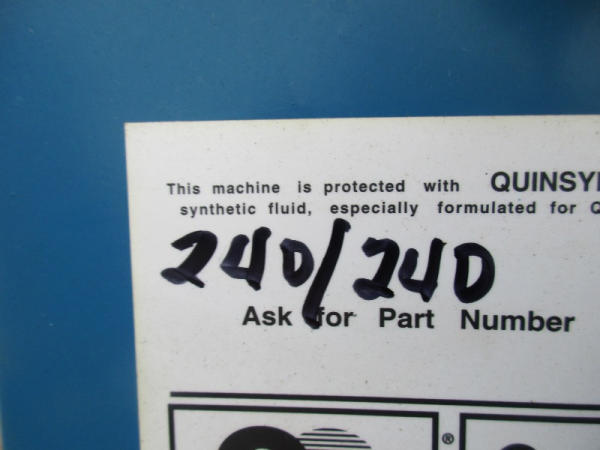 This machine is protected with QUINSY
synthetic fluid, especially formulated for Q
240/240
Ask for Part Number
®